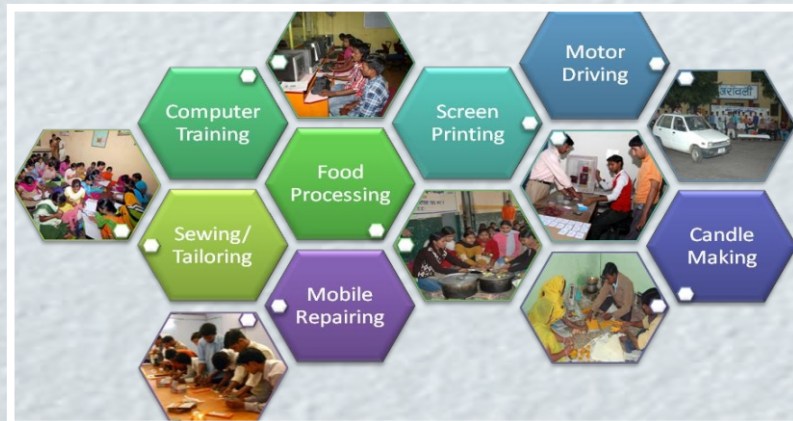 Motor
Driving
Computer
Training
Screen
Printing
Food
Processing
Sewing/
Tailoring
Candle
Making
Mobile
Repairing